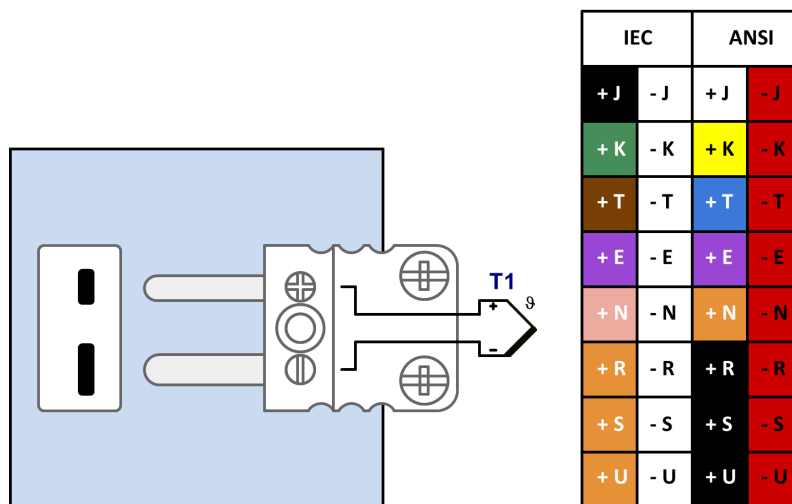 IEC ANSI
+ J - J + J - J
+ K - K + K - K
+ T - T + T - T
+ E - E + E - E
+ N - N + N - N
+ R - R + R - R
+ S - S + S - S
+ U - U + U - U
T1
ϑ
+
-